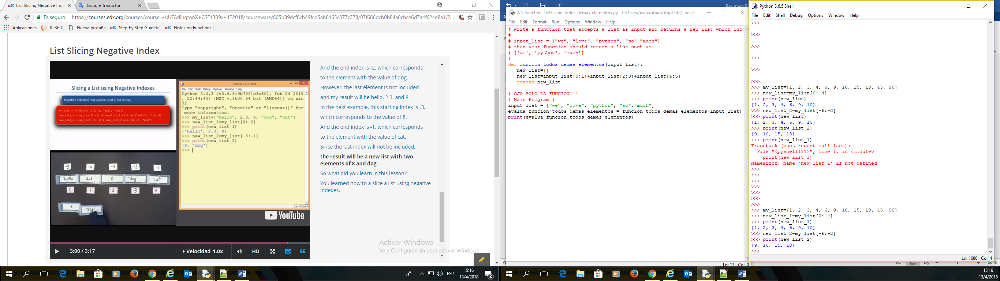 List Slicing Negative Inde
Google Traductor
Es seguro
https://courses.edx.org/courses/course-v1:UTArlingtonX+CSE1309x+1T2018/courseware/805b89dcf6cb49fcb5ab8165c377c378/07f686dcb0b84a0cbce6d7a4f624e8a1/?...
Aplicaciones
IP 360°
Nueva pestaña
Step by Step Guidelin
Notes on Functions |
List Slicing Negative Index
Slicing a List using Negative Indexes
Negative index(es) may also be used in list slicing.
my_list = ["hello", 2.3, 8, "dog", "cat"]
new_list_1 = my_list[0:-2] # new_list_1 will be ["hello", 2.3, 8]
new_list_2 = my_list[-3:-1] # new_list_2 will be [8, "dog"]
Python 3.4.3 Shell
File Edit Shell Debug Options Window Help
Python 3.4.3 (v3.4.3:9b73f1c3e601, Feb 24 2015
, 22:44:40) [MSC v.1600 64 bit (AMD64)] on win
32
Type "copyright", "credits" or "license()" for
more information.
>>> my_list=["hello", 2.3, 8, "dog", "cat"]
>>> new_list_1=my_list[0:-2]
>>> print(new_list_1)
['hello', 2.3, 8]
>>> new_list_2=my_list[-3:-1]
>>> print(new_list_2)
[8, 'dog']
>>>
Ln: 10 Col: 4
-5 -4 -3 -2 -1
"hello" 2.3 8 "dog" "cat"
0 1 2 3 4
8 "dog"
YouTube
3:00 / 3:17
Velocidad 1.0x
HD
And the end index is -2, which corresponds
to the element with the value of dog.
However, the last element is not included
and my result will be hello, 2.3, and 8.
In the next example, this starting index is -3,
which corresponds to the value of 8.
And the end index is -1, which corresponds
to the element with the value of cat.
Since the last index will not be included,
the result will be a new list with two
elements of 8 and dog.
So what did you learn in this lesson?
You learned how to a slice a list using negative
indexes.
Activar Windows
Ve a Configuración para activar Windows.
ESP
15:16
13/4/2018
2
W5_Function_ListSlising_todos_demas_elementos.py - C:/Users/ivan.roman/AppData/Local/...
File Edit Format Run Options Window Help
# Write a function that accepts a list as input and returns a new list which inc
#
# input_list = ["we", "love", "python", "so","much"]
# then your function should return a list such as:
# ['we', 'python', 'much']
#
def funcion_todos_demas_elementos(input_list):
new_list=[]
new_list=input_list[0:1]+input_list[2:3]+input_list[4:5]
return new_list
# OJO SOLO LA FUNCION!!!
# Main Program #
input_list = ["we", "love", "python", "so","much"]
evalua_funcion_todos_demas_elementos = funcion_todos_demas_elementos(input_list)
print(evalua_funcion_todos_demas_elementos)
Ln: 17 Col: 0
Python 3.6.5 Shell
File Edit Shell Debug Options Window Help
>>>
>>>
>>>
>>>
>>>
>>>
>>> my_list=[1, 2, 3, 4, 6, 9, 10, 15, 18, 45, 90]
>>> new_list=my_list[0:-4]
>>> print(new_list)
[1, 2, 3, 4, 6, 9, 10]
>>> new_list_2=my_list[-6:-2]
>>> print(new_list)
[1, 2, 3, 4, 6, 9, 10]
>>> print(new_list_2)
[9, 10, 15, 18]
>>> print(new_list_1)
Traceback (most recent call last):
File "<pyshell#87>", line 1, in <module>
print(new_list_1)
NameError: name 'new_list_1' is not defined
>>>
>>>
>>>
>>>
>>>
>>>
>>>
>>> my_list=[1, 2, 3, 4, 6, 9, 10, 15, 18, 45, 90]
>>> new_list_1=my_list[0:-4]
>>> print(new_list_1)
[1, 2, 3, 4, 6, 9, 10]
>>> new_list_2=my_list[-6:-2]
>>> print(new_list_2)
[9, 10, 15, 18]
>>>
Ln: 1680 Col: 4
100 %
15:16
13/4/2018